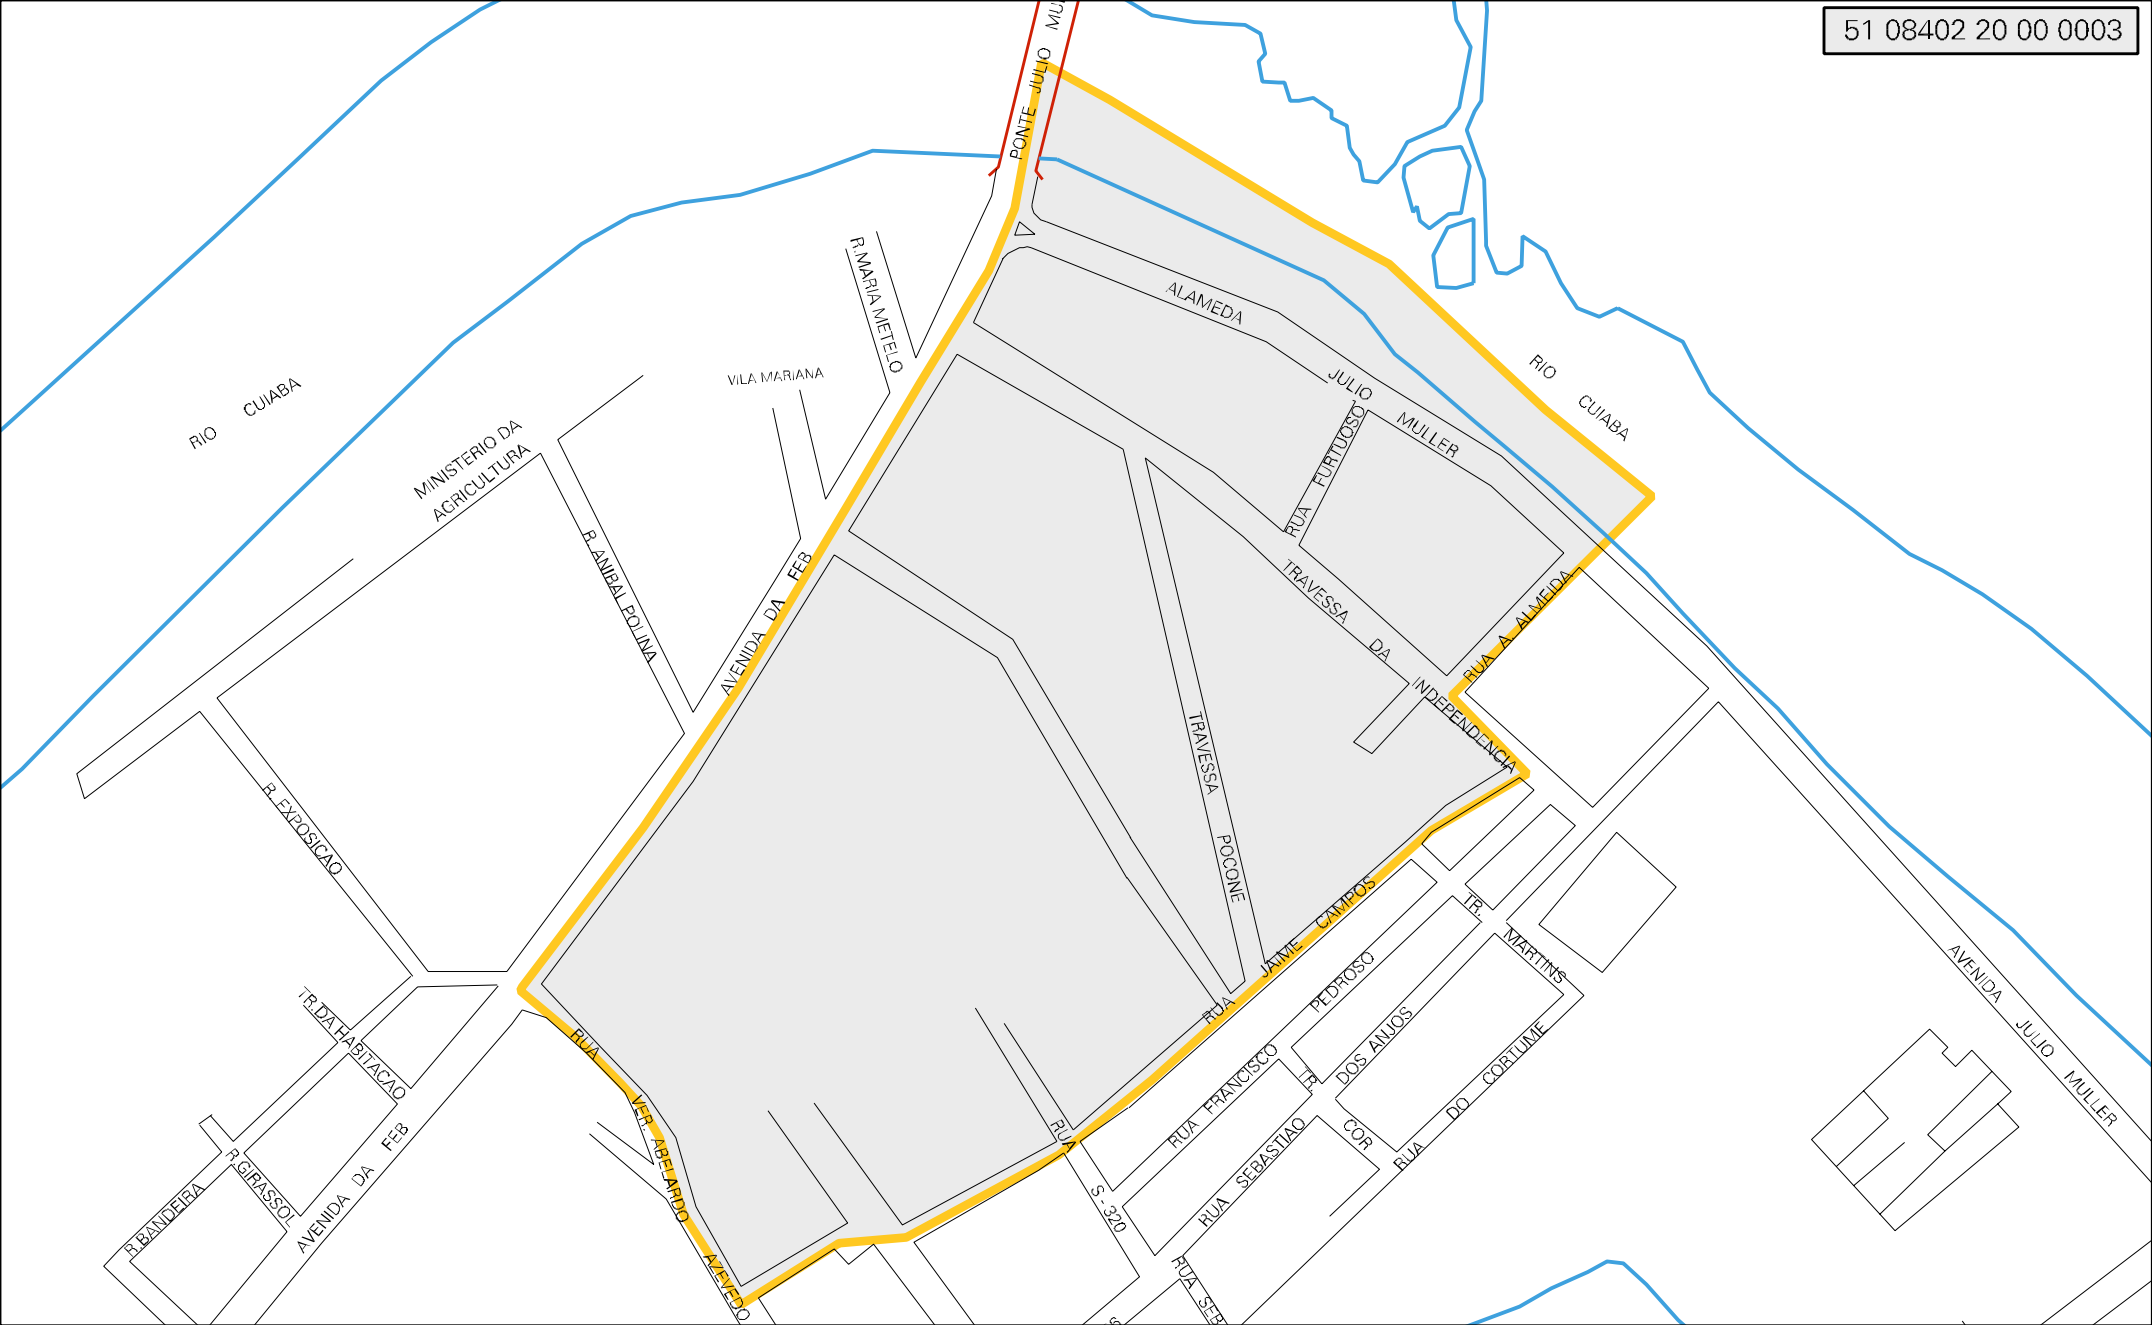 51 08402 20 00 0003
PONTE JULIO
R.MARIA METELO
ALAMEDA JULIO MULLER
RIO CUIABA
VILA MARIANA
RIO CUIABA
MINISTERIO DA
AGRICULTURA
RUA FURTUOSO
R. ANIBAL POLINA
AVENIDA DA FEB
TRAVESSA DA INDEPENDENCIA
RUA A. ALMEIDA
TRAVESSA POCONE
R. EXPOSICAO
RUA JAIME CAMPOS
TR. MARTINS
AVENIDA JULIO MULLER
TR.DA HABITACAO
RUA VER. ABELARDO AZEVEDO
RUA FRANCISCO PEDROSO
TR. COR
RUA SEBASTIAO DOS ANJOS
RUA DO CORTUME
AVENIDA DA FEB
R.GIRASSOL
R.BANDEIRA
RUA S - 320
RUA SEB